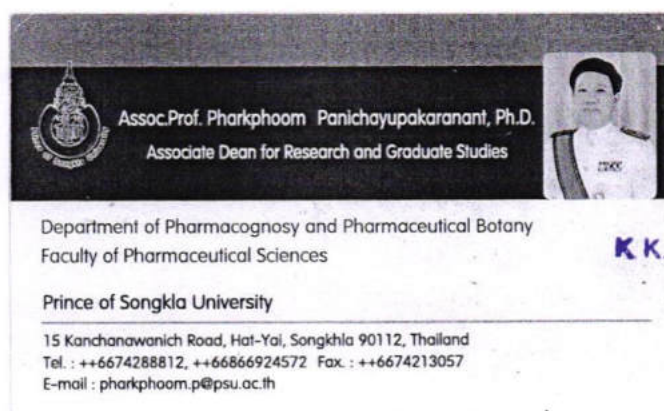 Assoc.Prof. Pharkphoom Panichayupakaranant, Ph.D.
Associate Dean for Research and Graduate Studies
Department of Pharmacognosy and Pharmaceutical Botany
Faculty of Pharmaceutical Sciences
K K
Prince of Songkla University
15 Kanchanawanich Road, Hat-Yai, Songkhla 90112, Thailand
Tel. : ++6674288812, ++66866924572 Fax. : ++6674213057
E-mail : pharkphoom.p@psu.ac.th